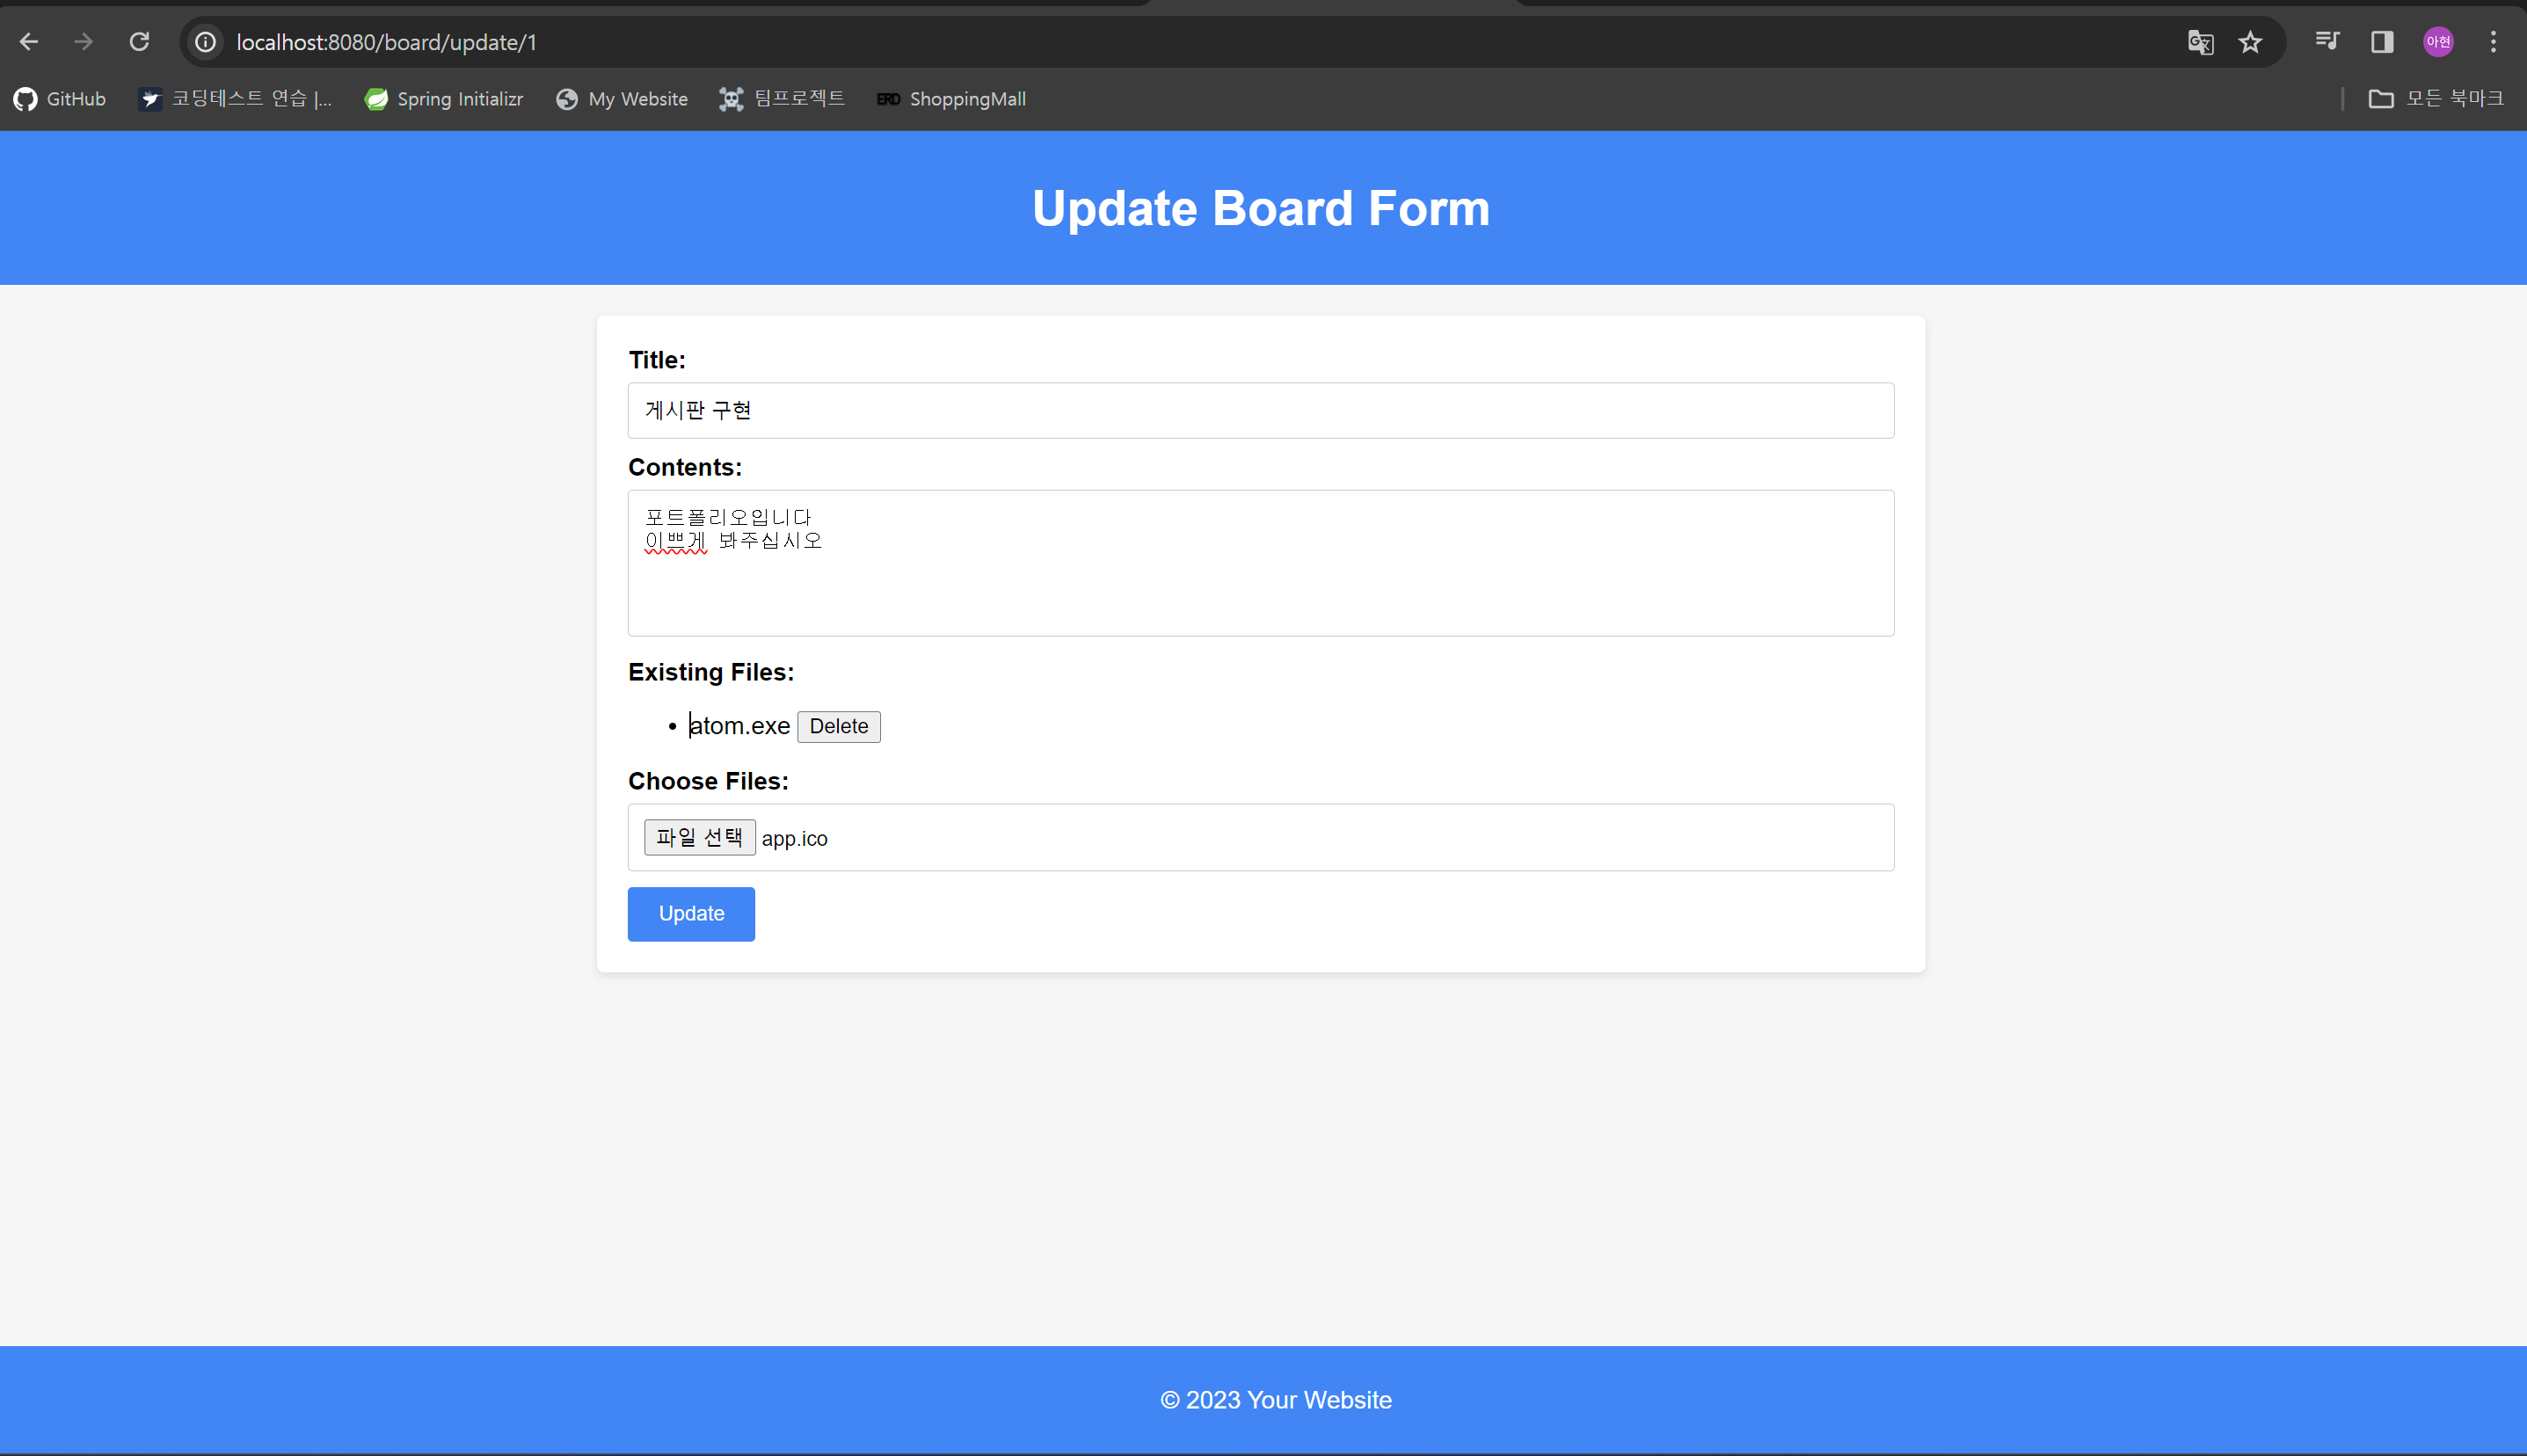 localhost:8080/board/update/1
아현
GitHub 코딩테스트 연습 |... Spring Initializr My Website 팀프로젝트 ERD ShoppingMall 모든 북마크
Update Board Form
Title:
게시판 구현
Contents:
포트폴리오입니다
이쁘게 봐주십시오
Existing Files:
atom.exe Delete
Choose Files:
파일 선택 app.ico
Update
© 2023 Your Website